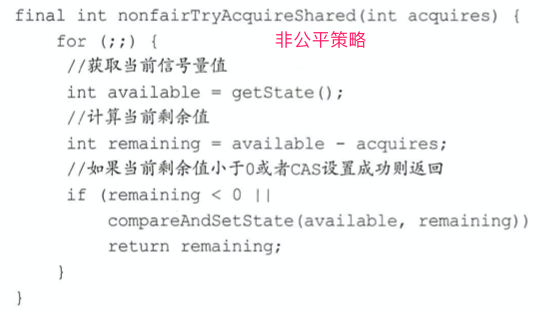 final int nonfairTryAcquireShared(int acquires) {
for (;;) { 非公平策略
//获取当前信号量值
int available = getState();
//计算当前剩余值
int remaining = available - acquires;
//如果当前剩余值小于0或者CAS设置成功则返回
if (remaining < 0 ||
compareAndSetState(available, remaining))
return remaining;
}
}